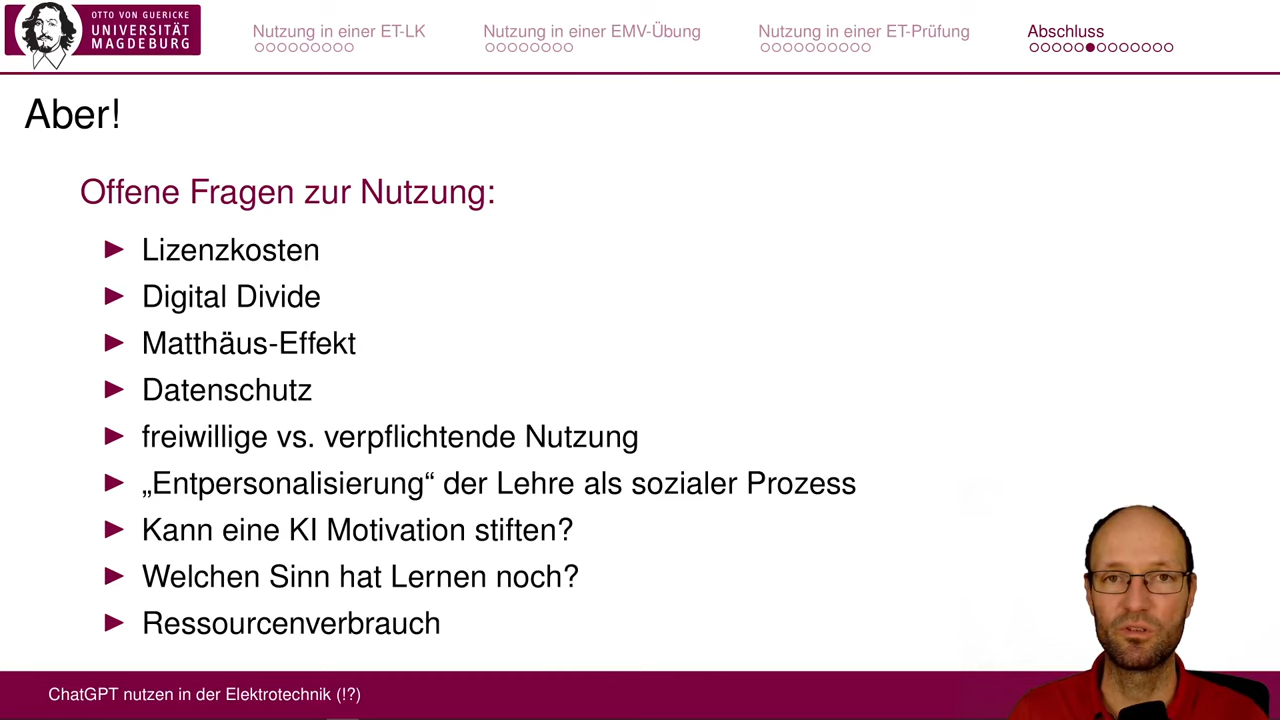 OTTO VON GUERICKE
UNIVERSITÄT
MAGDEBURG
Nutzung in einer ET-LK
Nutzung in einer EMV-Übung
Nutzung in einer ET-Prüfung
Abschluss
Aber!
Offene Fragen zur Nutzung:
Lizenzkosten
Digital Divide
Matthäus-Effekt
Datenschutz
freiwillige vs. verpflichtende Nutzung
„Entpersonalisierung“ der Lehre als sozialer Prozess
Kann eine KI Motivation stiften?
Welchen Sinn hat Lernen noch?
Ressourcenverbrauch
ChatGPT nutzen in der Elektrotechnik (!?)